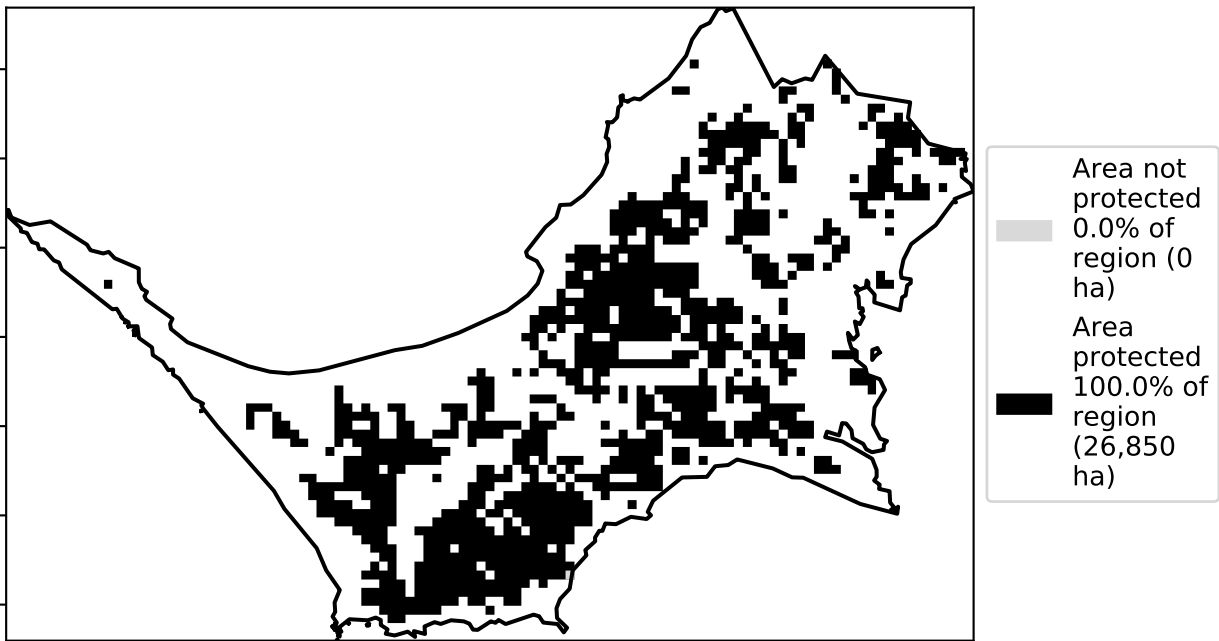 Area not
protected
0.0% of
region (0
ha)
Area
protected
100.0% of
region
(26,850
ha)